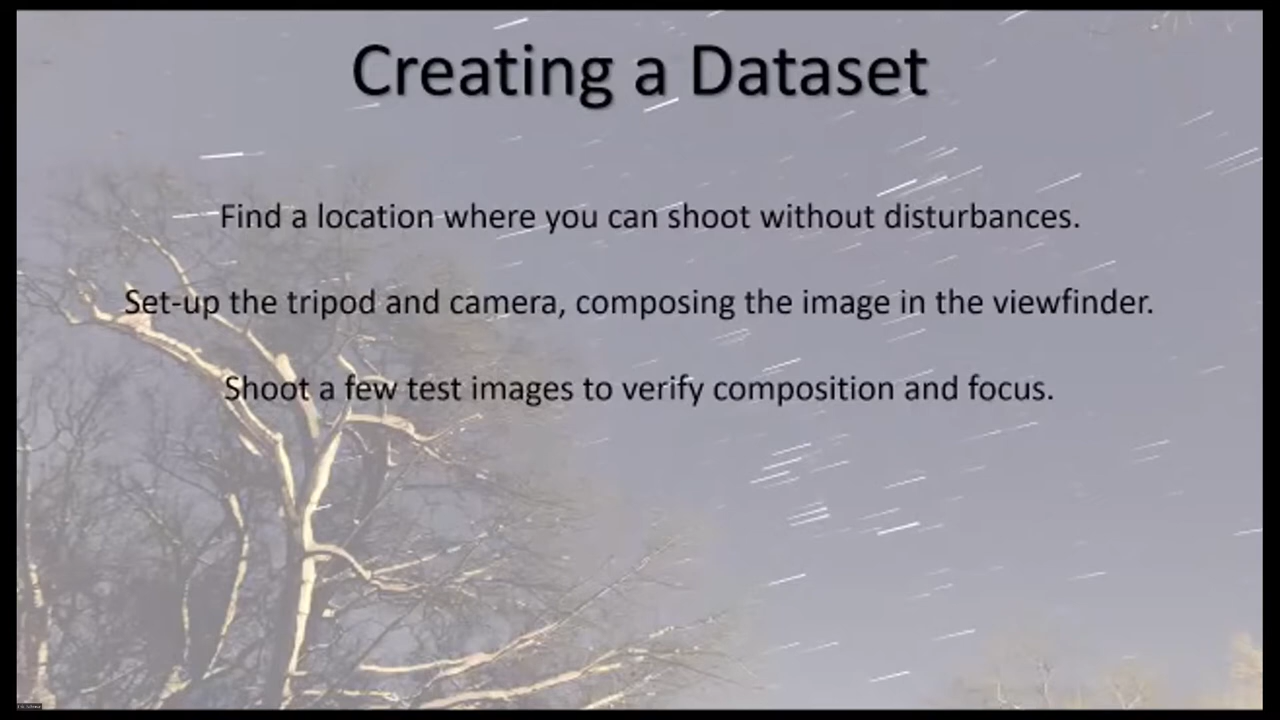 Creating a Dataset
Find a location where you can shoot without disturbances.
Set-up the tripod and camera, composing the image in the viewfinder.
Shoot a few test images to verify composition and focus.